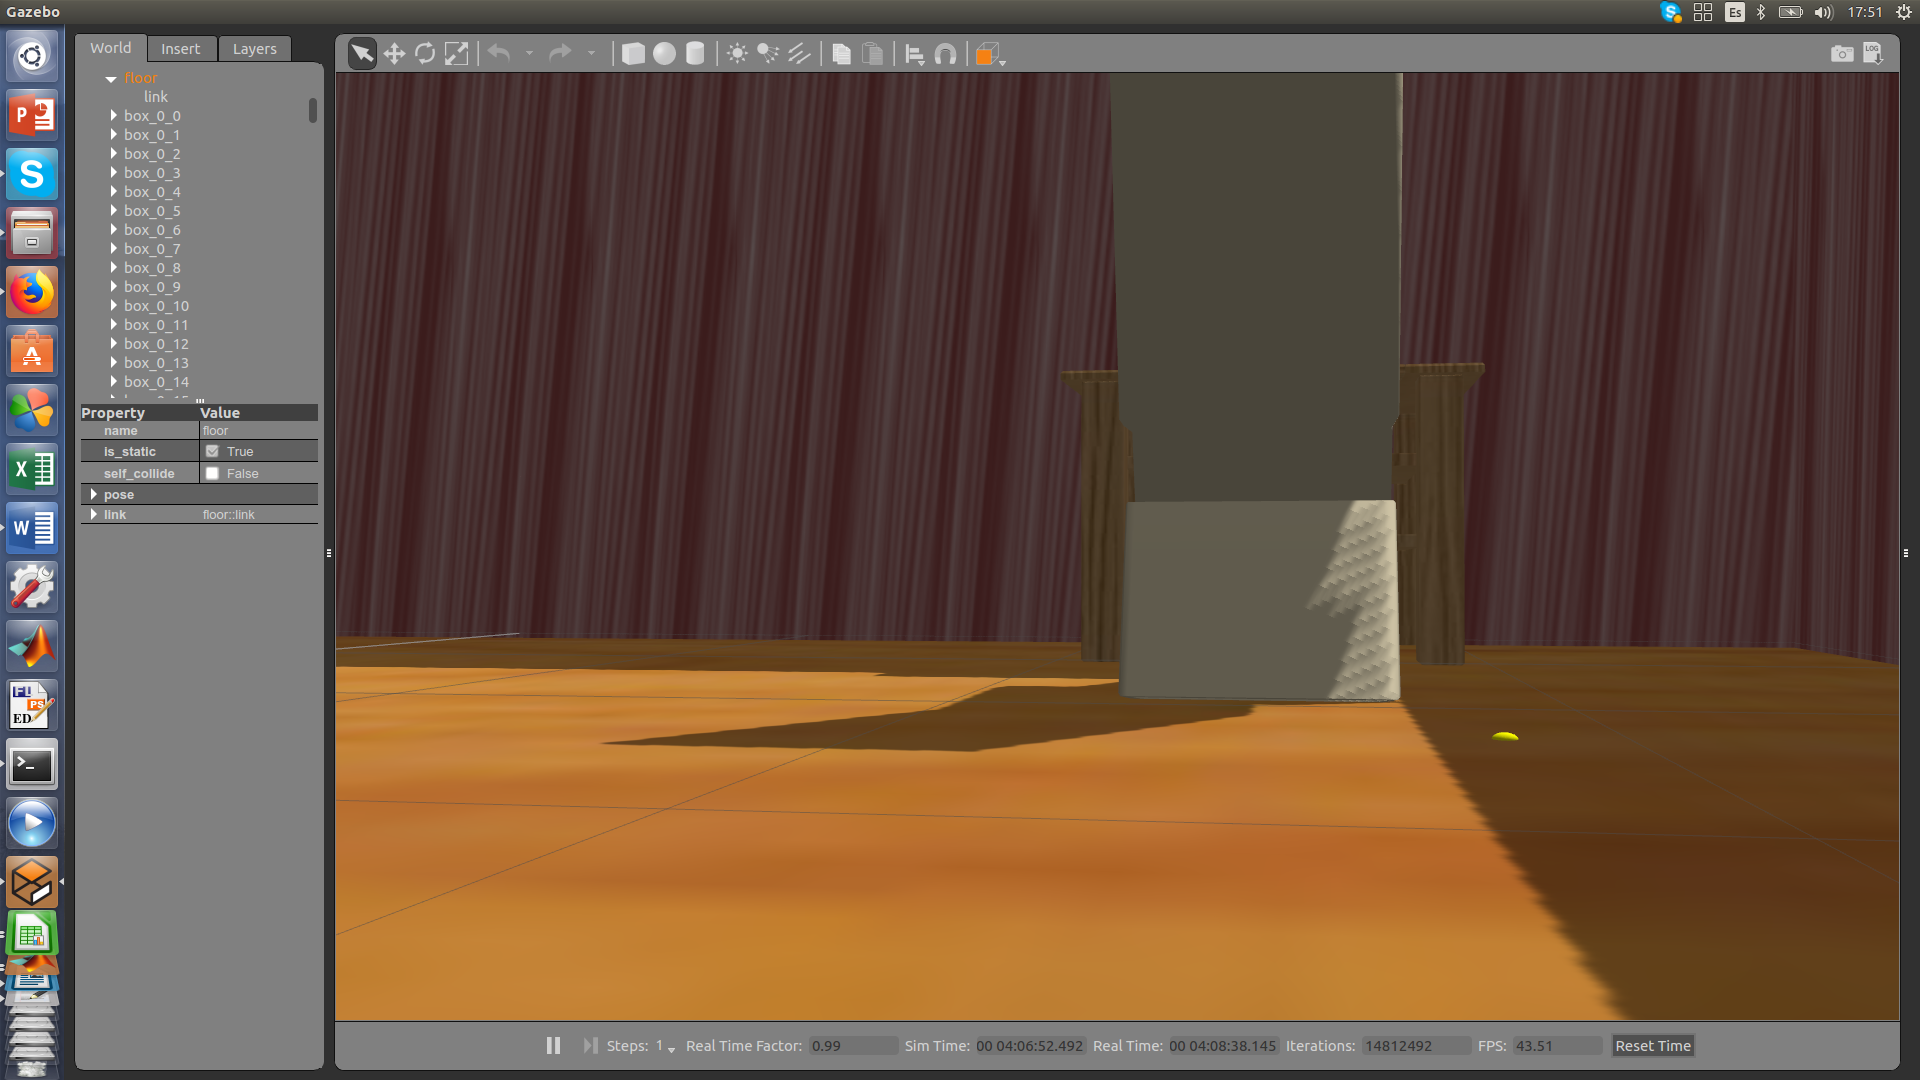 Gazebo
Es
17:51
World
Insert
Layers
LOG
floor
link
box_0_0
box_0_1
box_0_2
box_0_3
box_0_4
box_0_5
box_0_6
box_0_7
box_0_8
box_0_9
box_0_10
box_0_11
box_0_12
box_0_13
box_0_14
Property Value
name floor
is_static True
self_collide False
pose
link floor::link
Steps: 1 Real Time Factor: 0.99 Sim Time: 00 04:06:52.492 Real Time: 00 04:08:38.145 Iterations: 14812492 FPS: 43.51 Reset Time